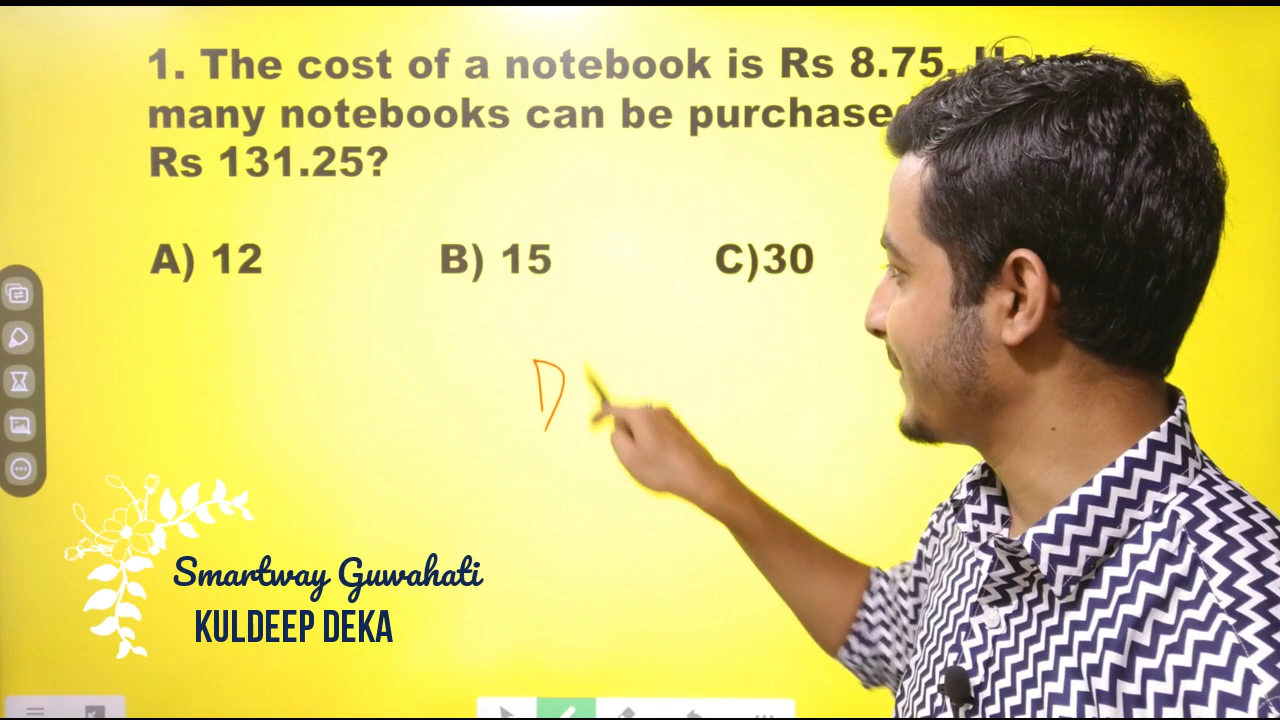 1. The cost of a notebook is Rs 8.75.
many notebooks can be
Rs 131.25?
A) 12 B) 15 C)30
D
Smartway Guwahati
KULDEEP DEKA